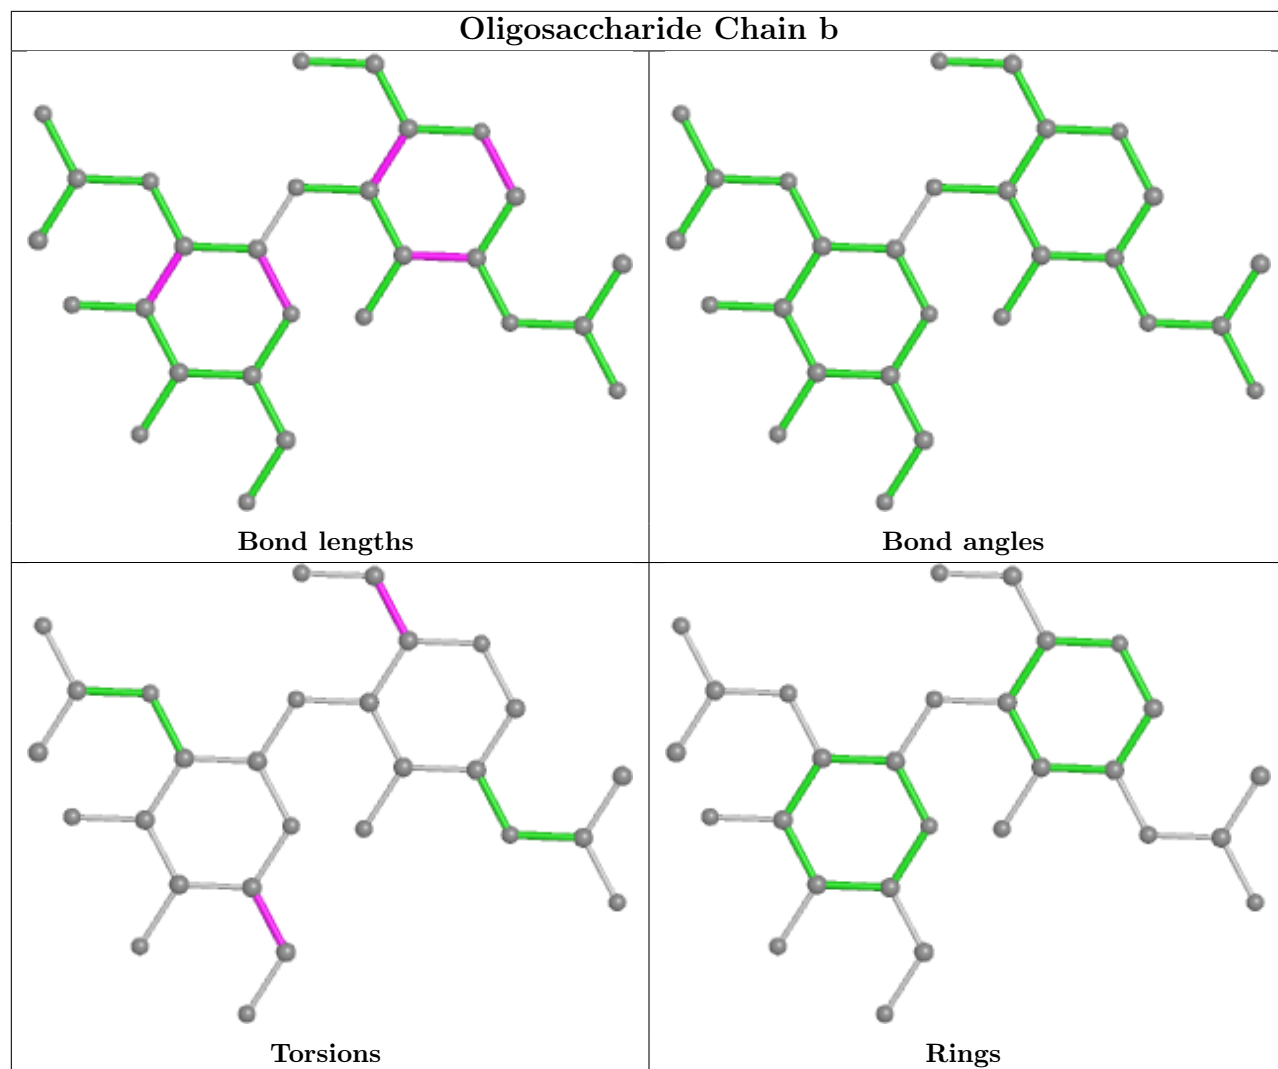 Oligosaccharide Chain b
Bond lengths
Bond angles
Torsions
Rings